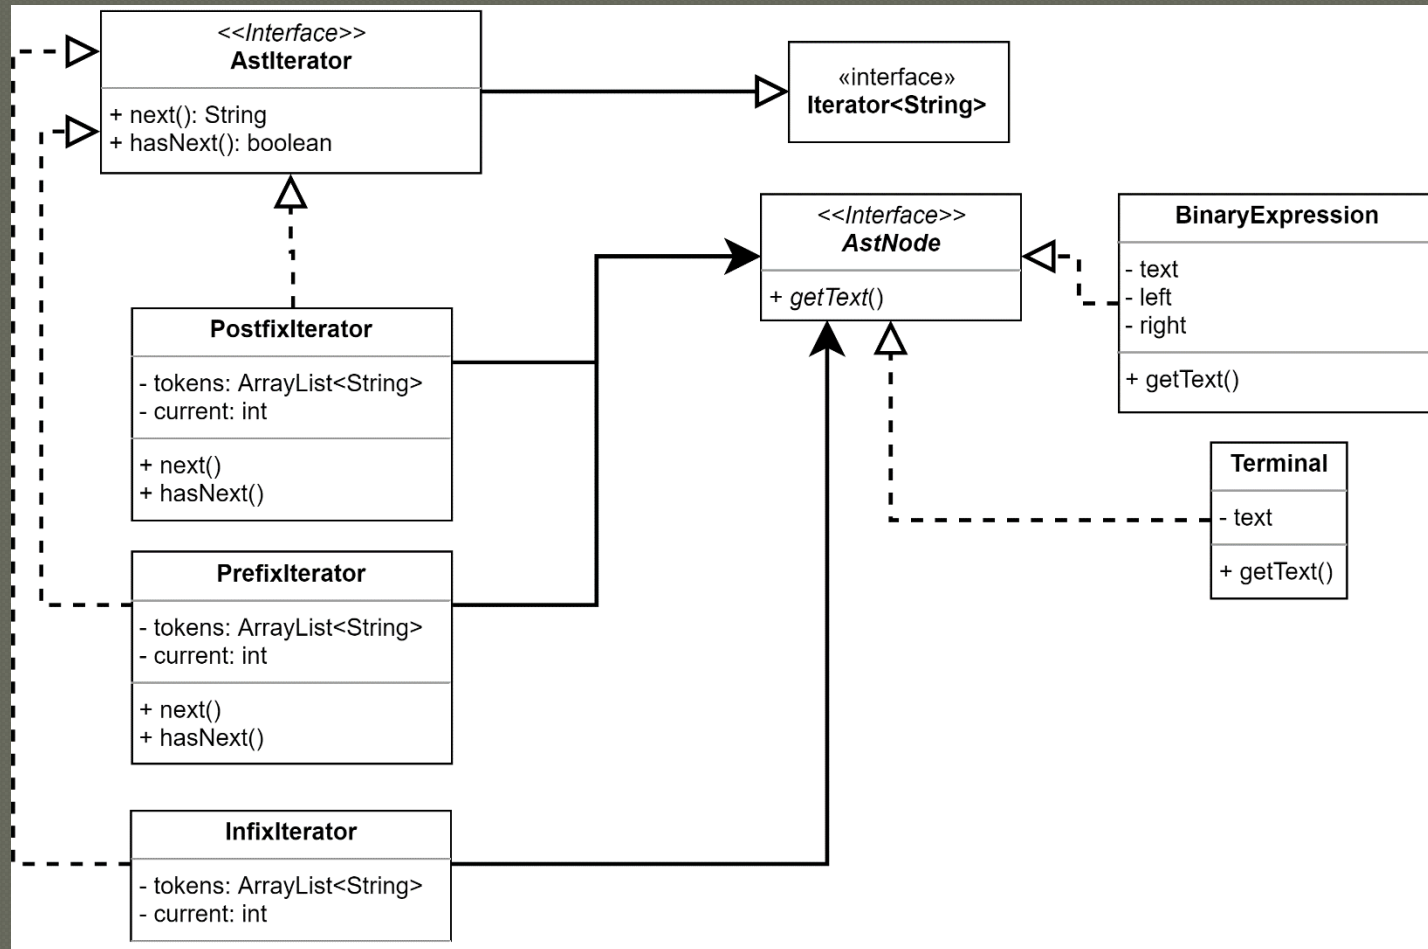 <<Interface>>
AstIterator
+ next(): String
+ hasNext(): boolean
«interface»
Iterator<String>
<<Interface>>
AstNode
+ getText()
BinaryExpression
- text
- left
- right
+ getText()
Terminal
- text
+ getText()
PostfixIterator
- tokens: ArrayList<String>
- current: int
+ next()
+ hasNext()
PrefixIterator
- tokens: ArrayList<String>
- current: int
+ next()
+ hasNext()
InfixIterator
- tokens: ArrayList<String>
- current: int